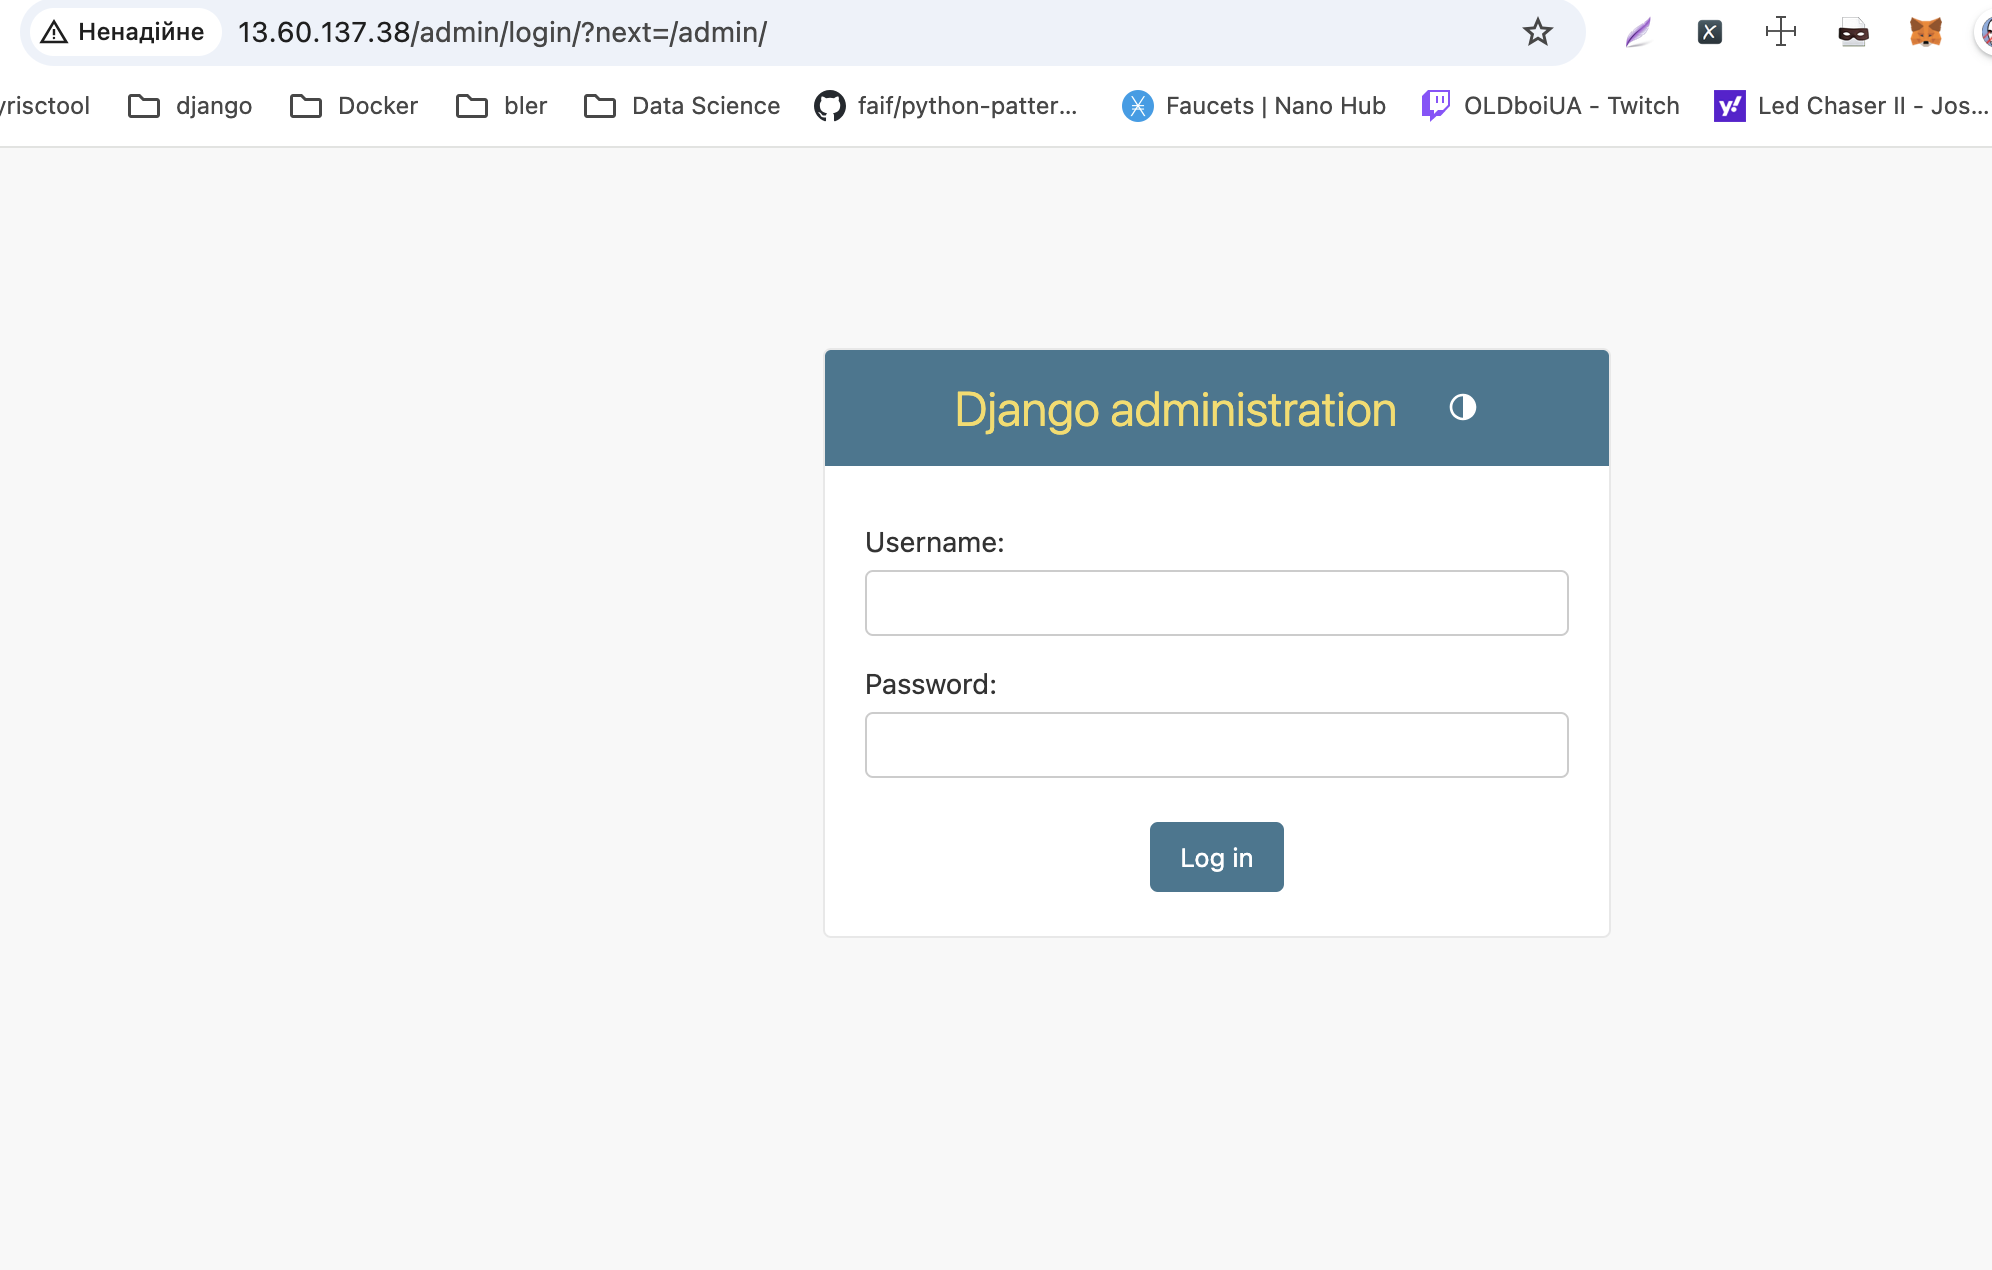 Ненадійне 13.60.137.38/admin/login/?next=/admin/
yrisctool django Docker bler Data Science faif/python-patter... Faucets | Nano Hub OLDboiUA - Twitch y! Led Chaser II - Jos...
Django administration
Username:
Password:
Log in